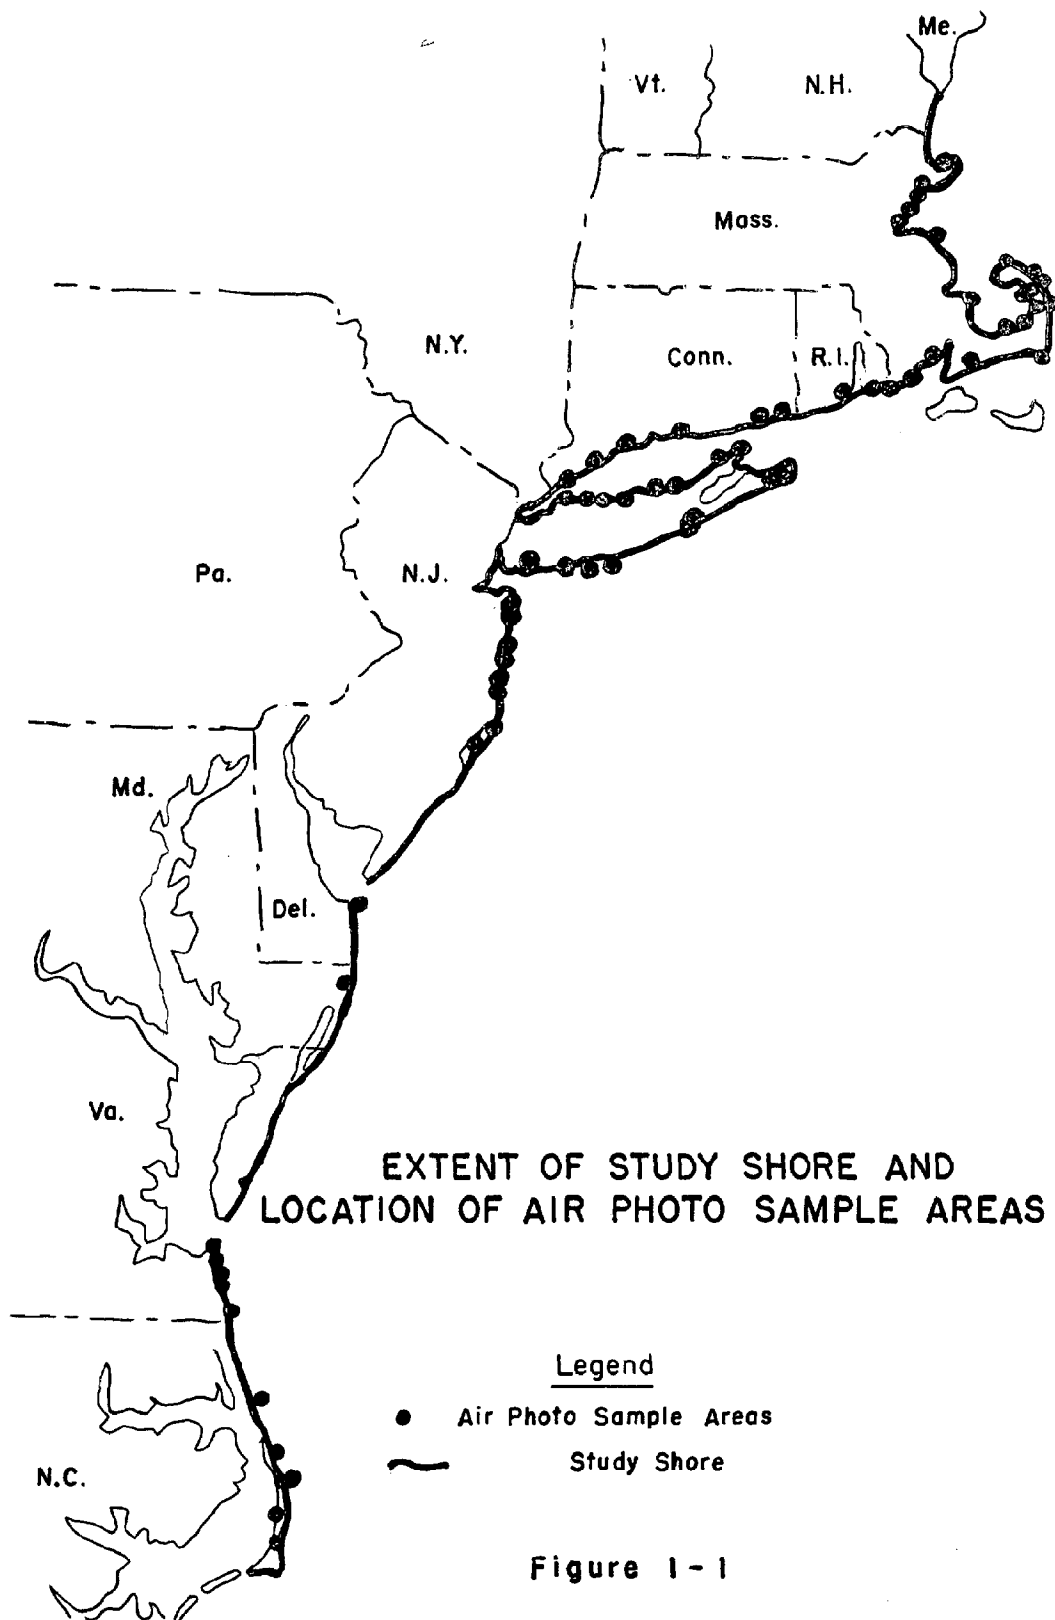 Me.
Vt.
N.H.
Mass.
N.Y.
Conn.
R.I.
Pa.
N.J.
Md.
Del.
Va.
EXTENT OF STUDY SHORE AND
LOCATION OF AIR PHOTO SAMPLE AREAS
Legend
Air Photo Sample Areas
Study Shore
N.C.
Figure 1-1